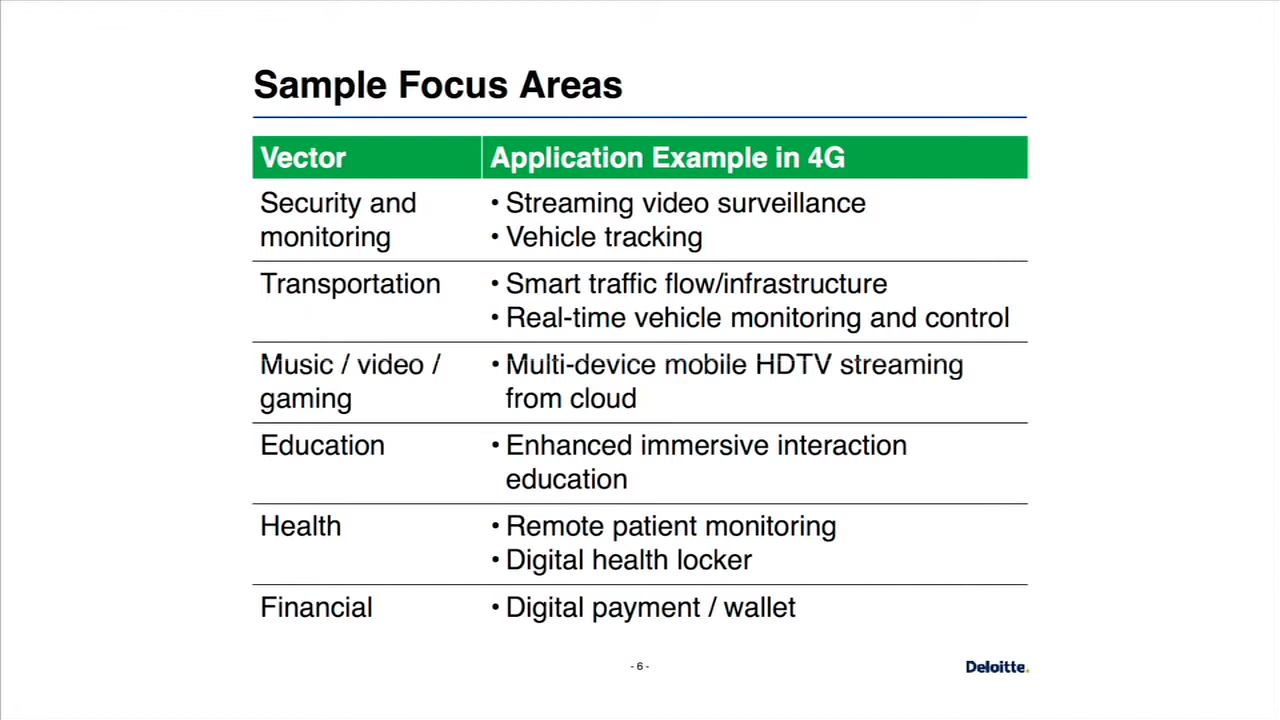 Sample Focus Areas
Vector
Application Example in 4G
Security and
monitoring
• Streaming video surveillance
• Vehicle tracking
Transportation
• Smart traffic flow/infrastructure
• Real-time vehicle monitoring and control
Music / video /
gaming
• Multi-device mobile HDTV streaming
from cloud
Education
• Enhanced immersive interaction
education
Health
• Remote patient monitoring
• Digital health locker
Financial
• Digital payment / wallet
- 6 -
Deloitte.